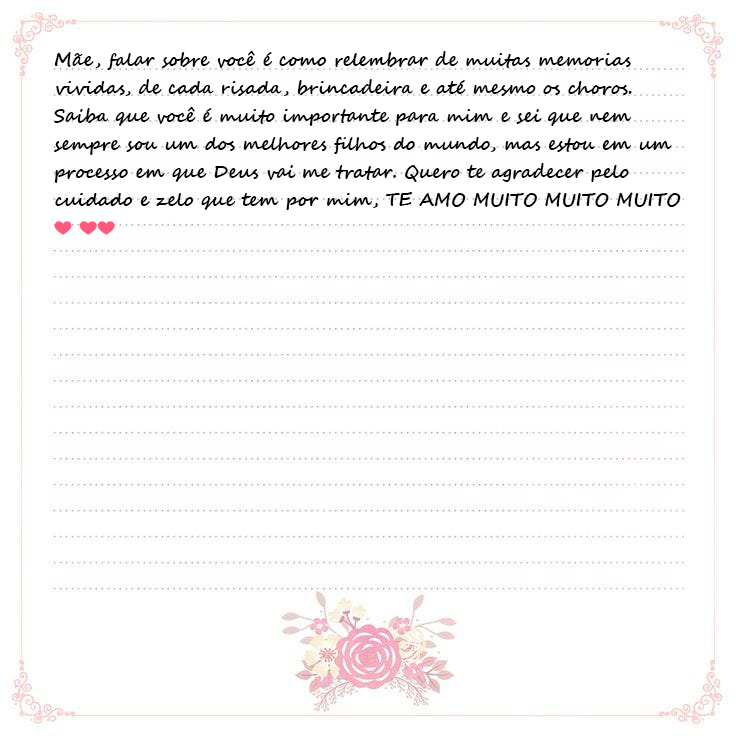 Mãe, falar sobre você é como relembrar de muitas memorias
vividas, de cada risada, brincadeira e até mesmo os choros.
Saiba que você é muito importante para mim e sei que nem
sempre sou um dos melhores filhos do mundo, mas estou em um
processo em que Deus vai me tratar. Quero te agradecer pelo
cuidado e zelo que tem por mim, TE AMO MUITO MUITO MUITO
❤ ❤❤